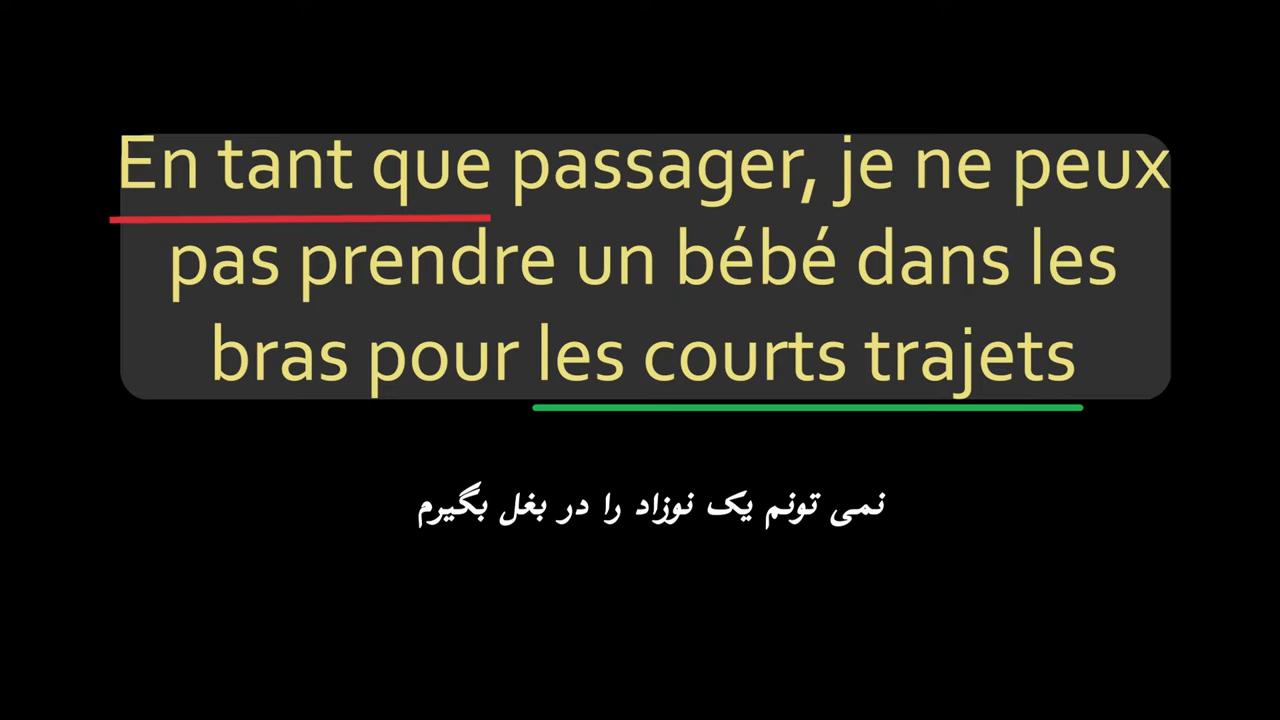 En tant que passager, je ne peux
pas prendre un bébé dans les
bras pour les courts trajets
نمی تونم یک نوزاد را در بغل بگیرم